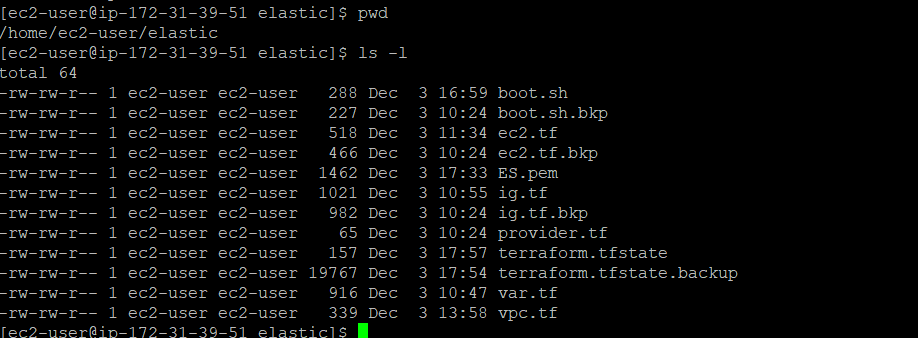 [ec2-user@ip-172-31-39-51 elastic]$ pwd
/home/ec2-user/elastic
[ec2-user@ip-172-31-39-51 elastic]$ ls -l
total 64
-rw-rw-r-- 1 ec2-user ec2-user   288 Dec  3 16:59 boot.sh
-rw-rw-r-- 1 ec2-user ec2-user   227 Dec  3 10:24 boot.sh.bkp
-rw-rw-r-- 1 ec2-user ec2-user   518 Dec  3 11:34 ec2.tf
-rw-rw-r-- 1 ec2-user ec2-user   466 Dec  3 10:24 ec2.tf.bkp
-rw-rw-r-- 1 ec2-user ec2-user  1462 Dec  3 17:33 ES.pem
-rw-rw-r-- 1 ec2-user ec2-user  1021 Dec  3 10:55 ig.tf
-rw-rw-r-- 1 ec2-user ec2-user   982 Dec  3 10:24 ig.tf.bkp
-rw-rw-r-- 1 ec2-user ec2-user    65 Dec  3 10:24 provider.tf
-rw-rw-r-- 1 ec2-user ec2-user   157 Dec  3 17:57 terraform.tfstate
-rw-rw-r-- 1 ec2-user ec2-user 19767 Dec  3 17:54 terraform.tfstate.backup
-rw-rw-r-- 1 ec2-user ec2-user   916 Dec  3 10:47 var.tf
-rw-rw-r-- 1 ec2-user ec2-user   339 Dec  3 13:58 vpc.tf
[ec2-user@ip-172-31-39-51 elastic]$